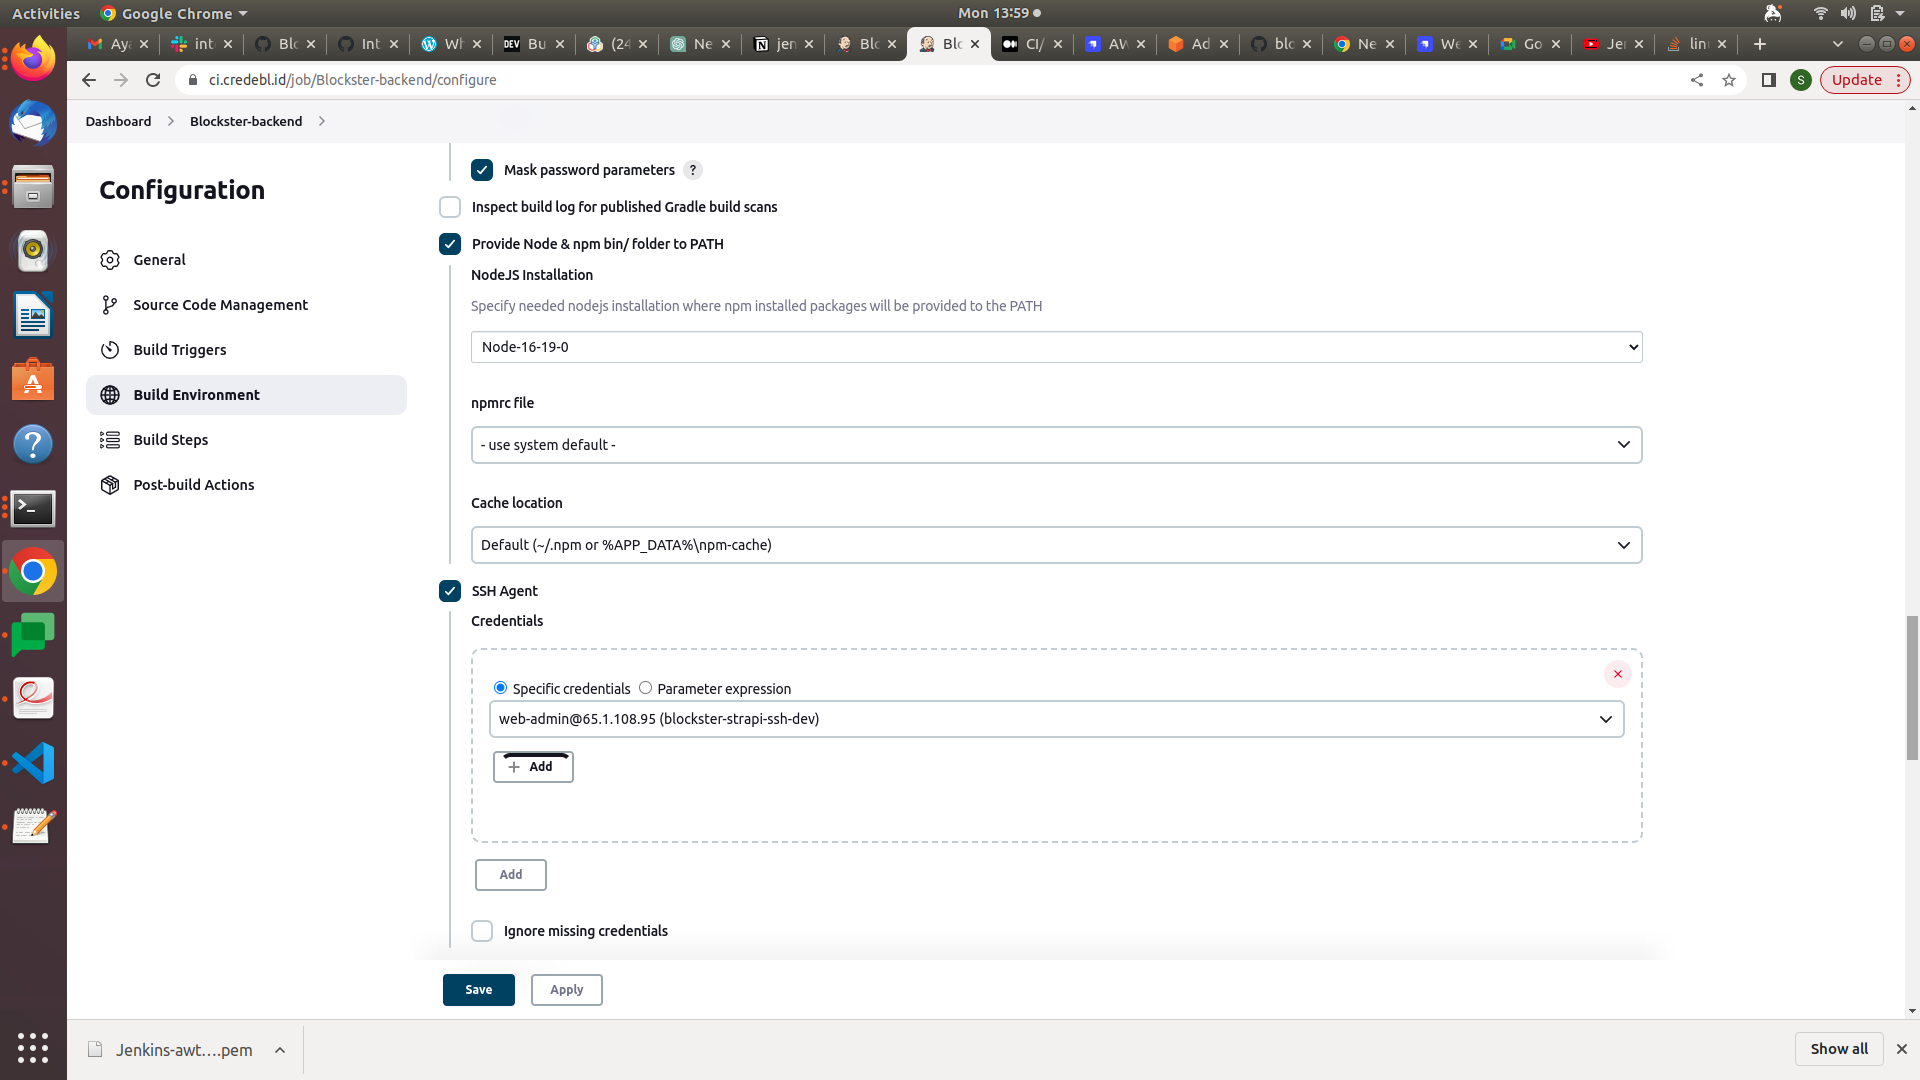 Activities Google Chrome Mon 13:59
Aya int Blc Int Wh Bu (24 Ne jen Blo Blc CI/ AW Ad blo Ne We Go Jer lin
ci.credebl.id/job/Blockster-backend/configure S Update
Dashboard Blockster-backend
Configuration
General
Source Code Management
Build Triggers
Build Environment
Build Steps
Post-build Actions
Mask password parameters ?
Inspect build log for published Gradle build scans
Provide Node & npm bin/ folder to PATH
NodeJS Installation
Specify needed nodejs installation where npm installed packages will be provided to the PATH
Node-16-19-0
npmrc file
- use system default -
Cache location
Default (~/.npm or %APP_DATA%\npm-cache)
SSH Agent
Credentials
Specific credentials Parameter expression
web-admin@65.1.108.95 (blockster-strapi-ssh-dev)
Add
Add
Ignore missing credentials
Save Apply
Jenkins-awt….pem Show all